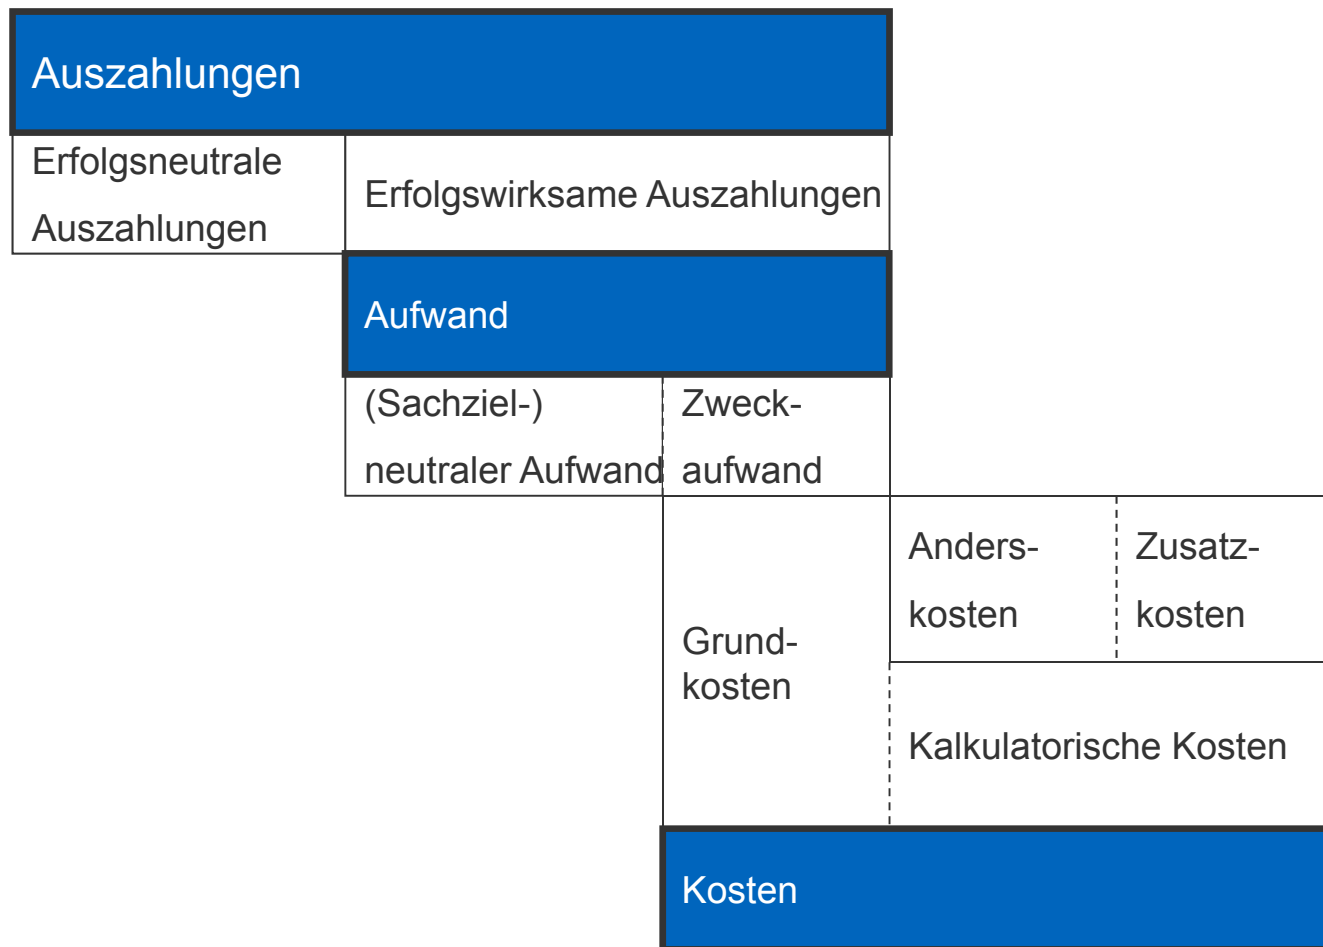 Auszahlungen
Erfolgsneutrale
Auszahlungen
Erfolgswirksame Auszahlungen
Aufwand
(Sachziel-)
neutraler Aufwand
Zweck-
aufwand
Grund-
kosten
Anders-
kosten
Zusatz-
kosten
Kalkulatorische Kosten
Kosten